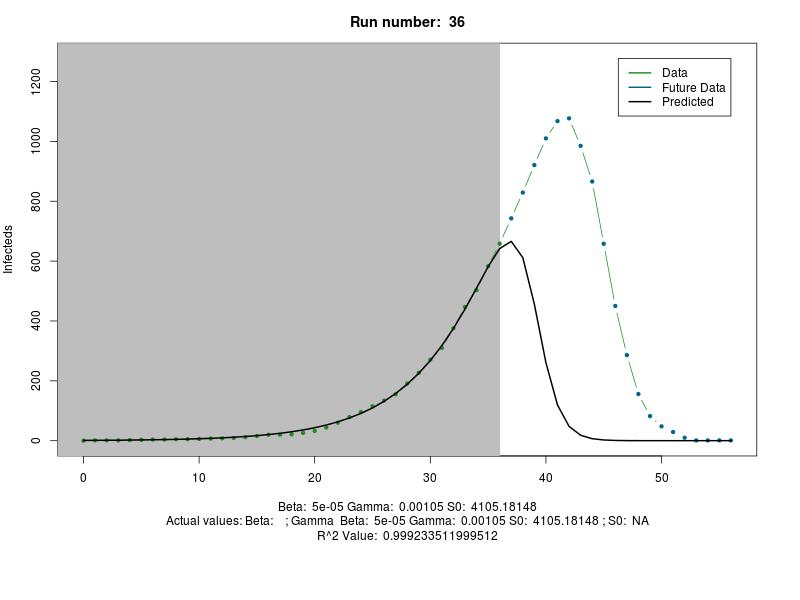 Run number: 36
1200
1000
800
600
400
200
0
Infecteds
Data
Future Data
Predicted
0 10 20 30 40 50
Beta: 5e-05 Gamma: 0.00105 S0: 4105.18148
Actual values: Beta: ; Gamma Beta: 5e-05 Gamma: 0.00105 S0: 4105.18148 ; S0: NA
R^2 Value: 0.999233511999512